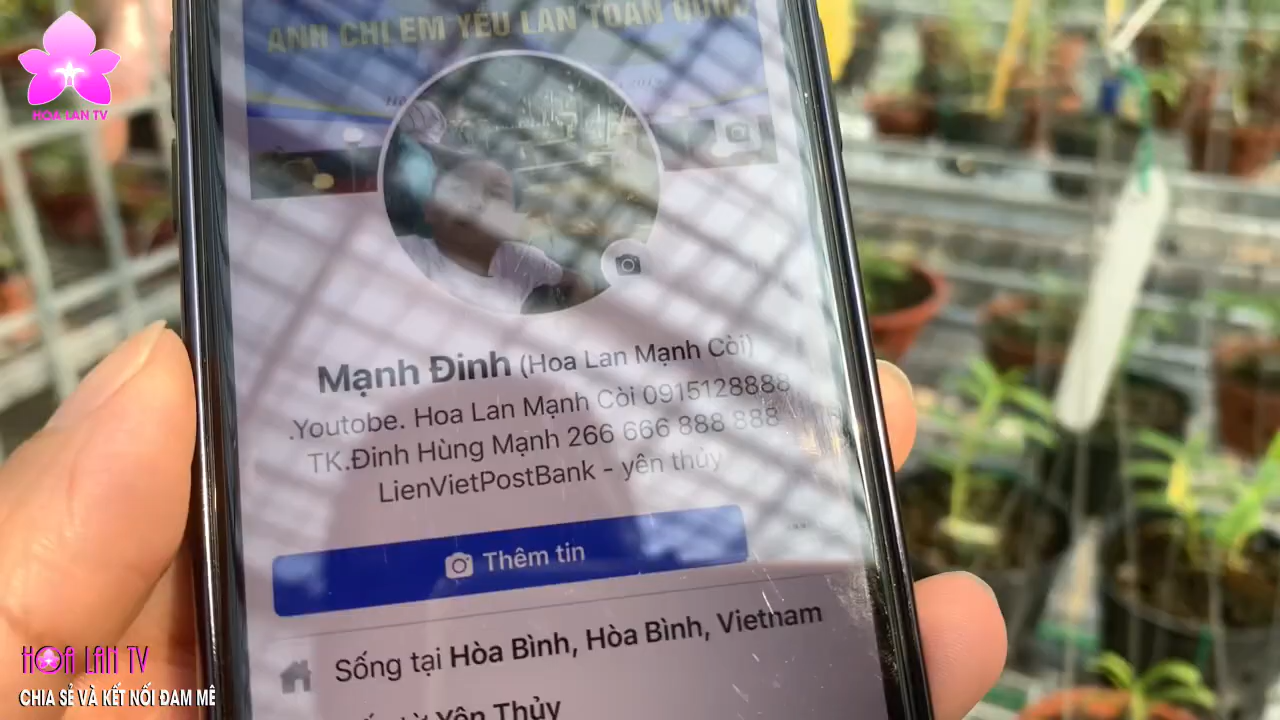 ANH CHỊ EM YÊU LAN TOÀN QUỐC
HOA LAN TV
Mạnh Đinh (Hoa Lan Mạnh Còi)
.Youtobe. Hoa Lan Mạnh Còi 0915128888
TK.Đinh Hùng Mạnh 266 666 888 888
LienVietPostBank - yên thủy
Thêm tin
Sống tại Hòa Bình, Hòa Bình, Vietnam
Yên Thủy
HOA LAN TV
CHIA SẺ VÀ KẾT NỐI ĐAM MÊ